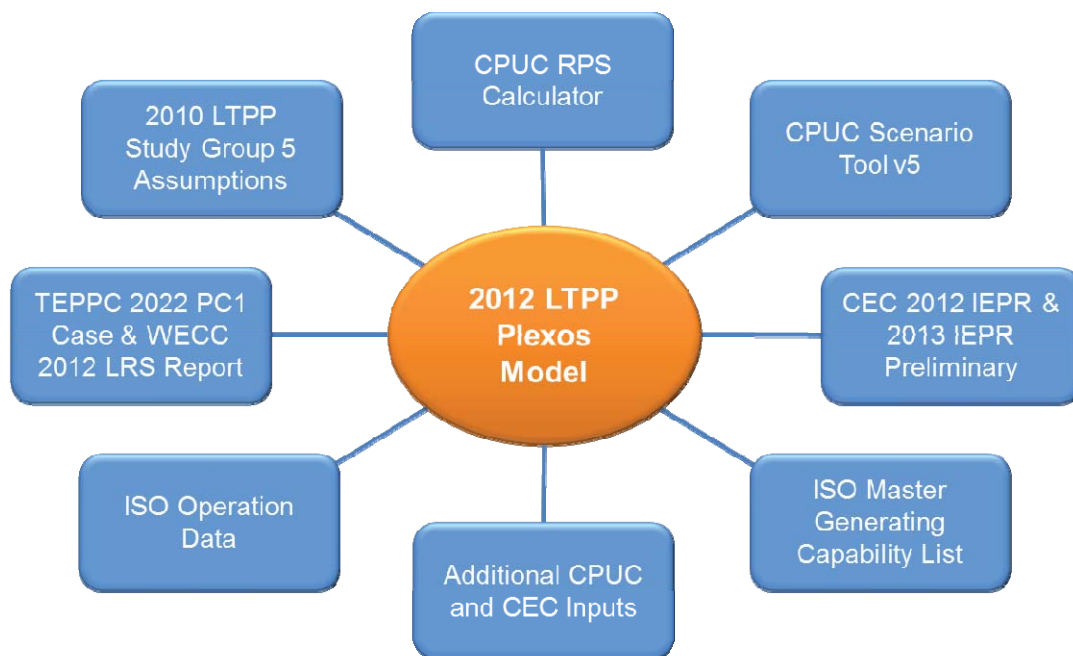 CPUC RPS
Calculator
2010 LTPP
Study Group 5
Assumptions
CPUC Scenario
Tool v5
TEPPC 2022 PC1
Case & WECC
2012 LRS Report
2012 LTPP
Plexos
Model
CEC 2012 IEPR &
2013 IEPR
Preliminary
ISO Operation
Data
Additional CPUC
and CEC Inputs
ISO Master
Generating
Capability List